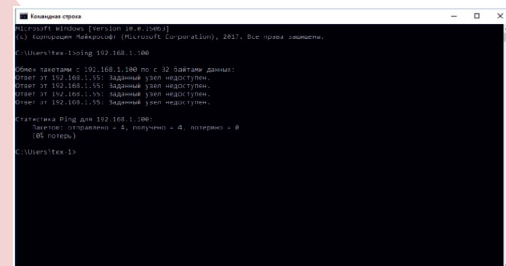 Командная строка
Microsoft Windows [Version 10.0.15063]
(c) Корпорация Майкрософт (Microsoft Corporation), 2017. Все права защищены.
C:\Users\tex-1>ping 192.168.1.100
Обмен пакетами с 192.168.1.100 по с 32 байтами данных:
Ответ от 192.168.1.55: Заданный узел недоступен.
Ответ от 192.168.1.55: Заданный узел недоступен.
Ответ от 192.168.1.55: Заданный узел недоступен.
Ответ от 192.168.1.55: Заданный узел недоступен.
Статистика Ping для 192.168.1.100:
Пакетов: отправлено = 4, получено = 4, потеряно = 0
(0% потерь)
C:\Users\tex-1>